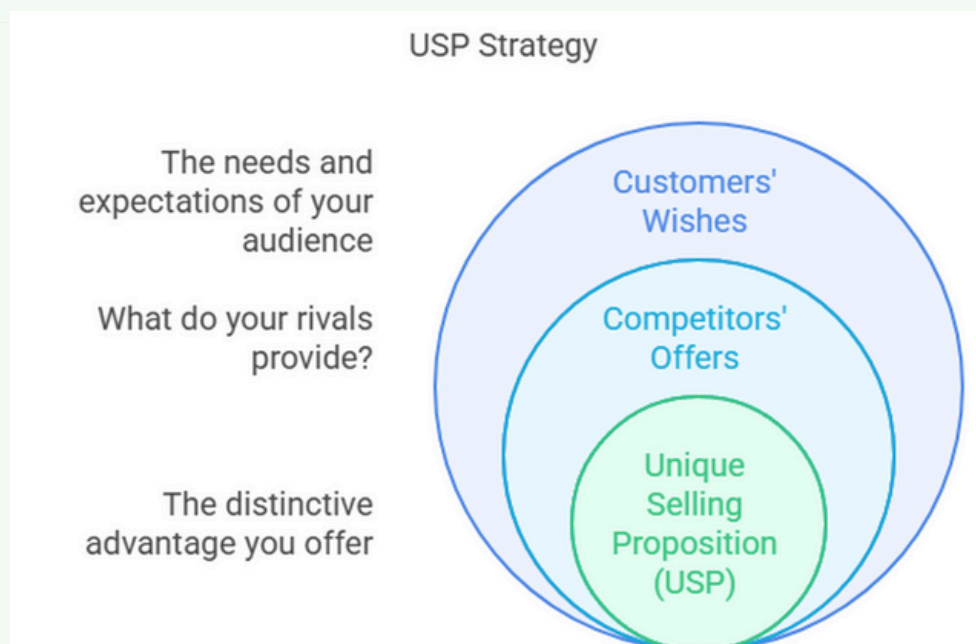 USP Strategy
The needs and
expectations of your
audience
Customers'
Wishes
What do your rivals
provide?
Competitors'
Offers
The distinctive
advantage you offer
Unique
Selling
Proposition
(USP)